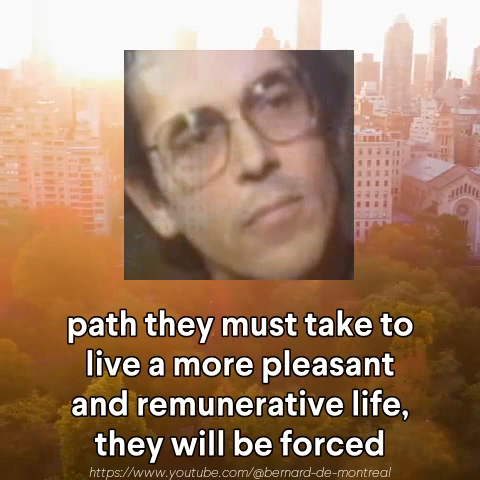 path they must take to
live a more pleasant
and remunerative life,
they will be forced
https://www.youtube.com/@bernard-de-montreal